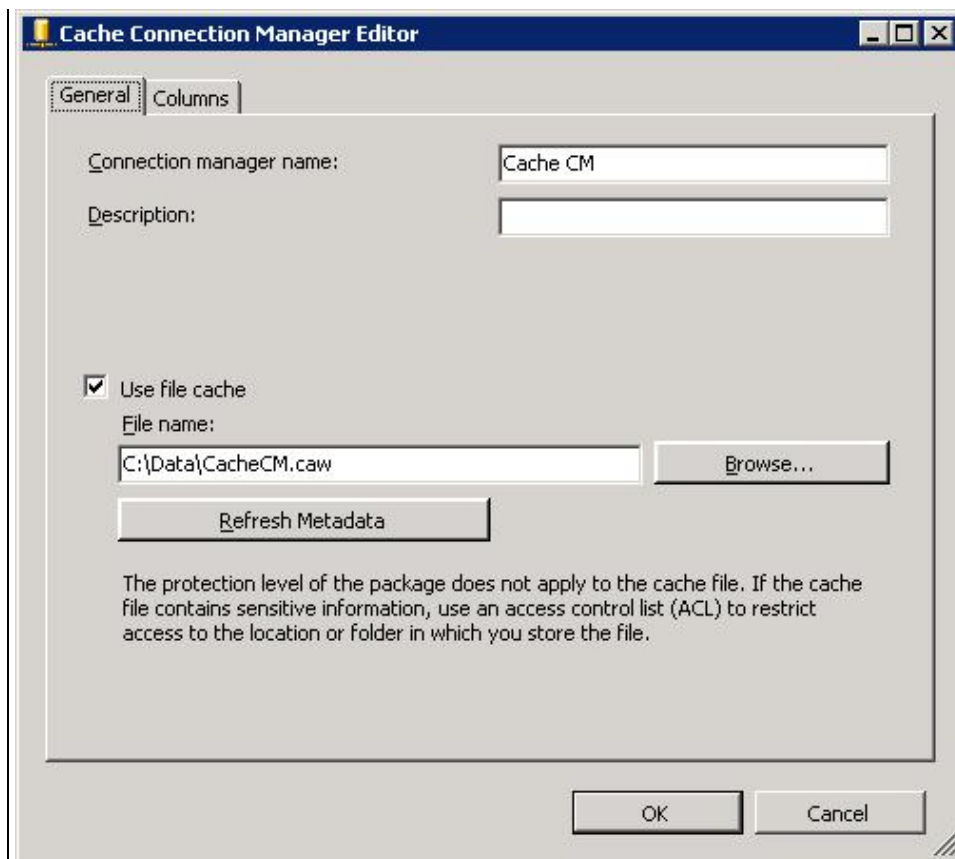 Cache Connection Manager Editor
General Columns
Connection manager name: Cache CM
Description:
Use file cache
File name:
C:\Data\CacheCM.caw Browse...
Refresh Metadata
The protection level of the package does not apply to the cache file. If the cache
file contains sensitive information, use an access control list (ACL) to restrict
access to the location or folder in which you store the file.
OK Cancel